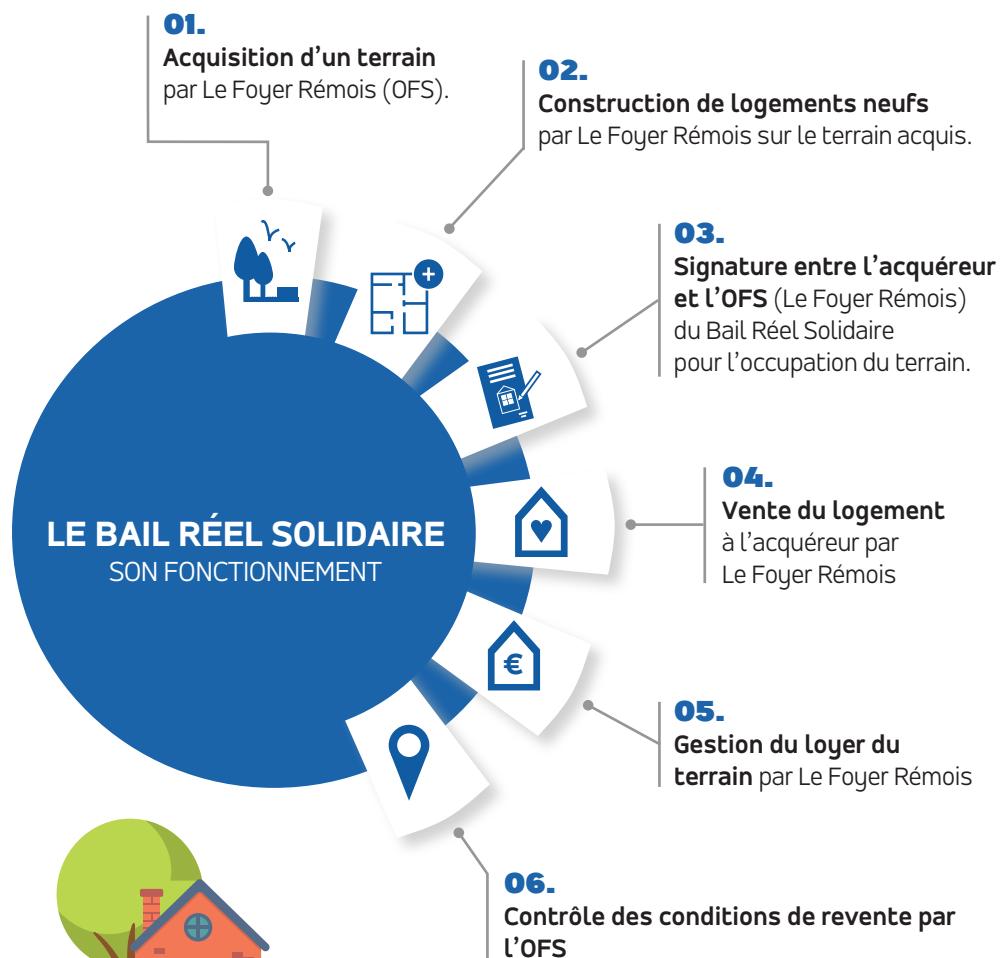 01.
Acquisition d’un terrain
par Le Foyer Rémois (OFS).
02.
Construction de logements neufs
par Le Foyer Rémois sur le terrain acquis.
03.
Signature entre l’acquéreur
et l’OFS (Le Foyer Rémois)
du Bail Réel Solidaire
pour l’occupation du terrain.
LE BAIL RÉEL SOLIDAIRE
SON FONCTIONNEMENT
04.
Vente du logement
à l’acquéreur par
Le Foyer Rémois
€
05.
Gestion du loyer du
terrain par Le Foyer Rémois
06.
Contrôle des conditions de revente par
l’OFS